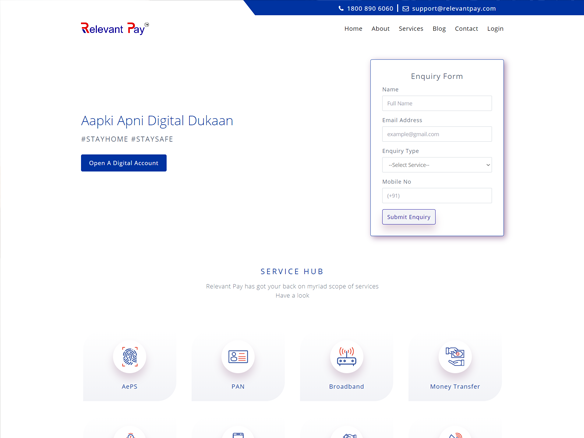 1800 890 6060 | support@relevantpay.com
Relevant Pay
Home About Services Blog Contact Login
Enquiry Form
Name
Full Name
Email Address
example@gmail.com
Enquiry Type
--Select Service--
Mobile No
(+91)
Submit Enquiry
Aapki Apni Digital Dukaan
#STAYHOME #STAYSAFE
Open A Digital Account
SERVICE HUB
Relevant Pay has got your back on myriad scope of services
Have a look
AePS
PAN
Broadband
Money Transfer